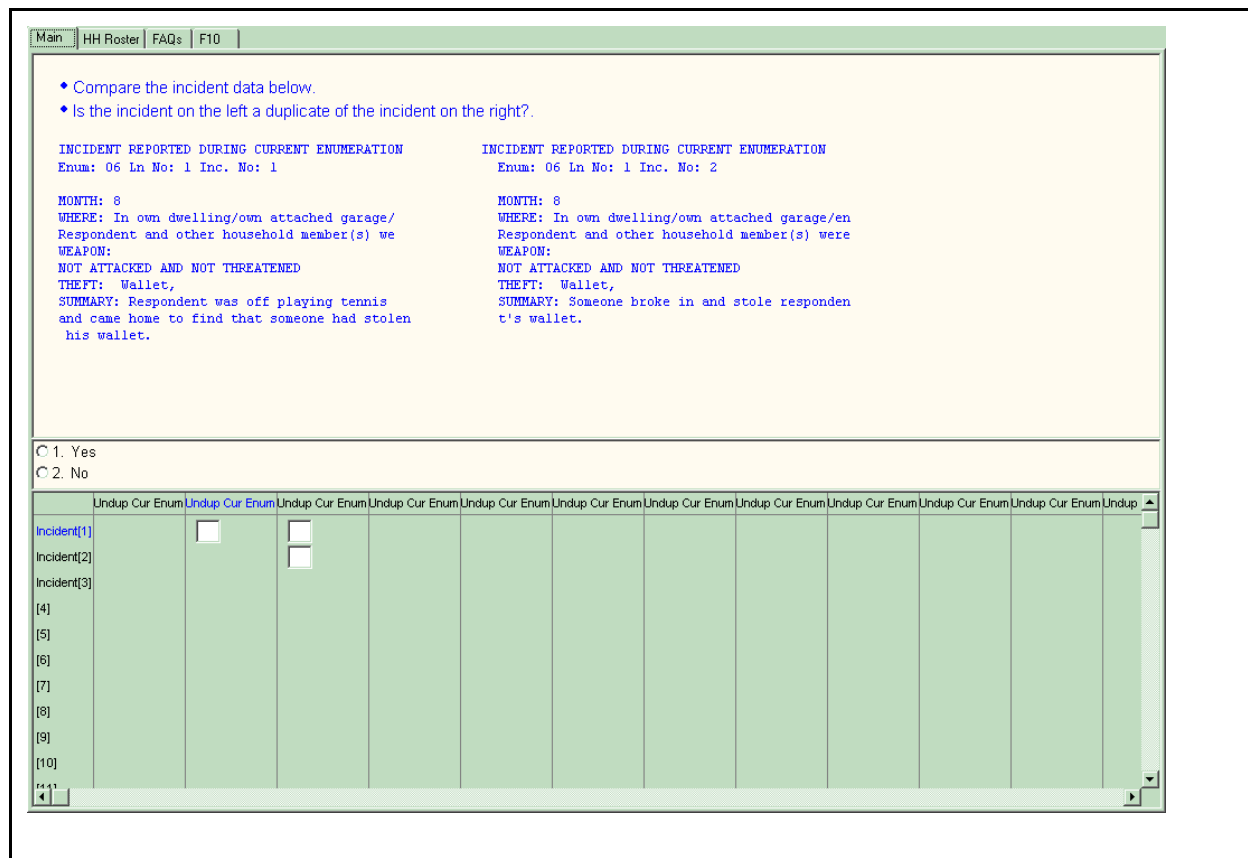 Main HH Roster FAQs F10
Compare the incident data below.
Is the incident on the left a duplicate of the incident on the right?.
INCIDENT REPORTED DURING CURRENT ENUMERATION
Enum: 06 Ln No: 1 Inc. No: 1
MONTH: 8
WHERE: In own dwelling/own attached garage/
Respondent and other household member(s) we
WEAPON:
NOT ATTACKED AND NOT THREATENED
THEFT: Wallet,
SUMMARY: Respondent was off playing tennis
and came home to find that someone had stolen
his wallet.
INCIDENT REPORTED DURING CURRENT ENUMERATION
Enum: 06 Ln No: 1 Inc. No: 2
MONTH: 8
WHERE: In own dwelling/own attached garage/en
Respondent and other household member(s) were
WEAPON:
NOT ATTACKED AND NOT THREATENED
THEFT: Wallet,
SUMMARY: Someone broke in and stole responden
t's wallet.
1. Yes
2. No
Undup Cur Enum Undup Cur Enum Undup Cur Enum Undup Cur Enum Undup Cur Enum Undup Cur Enum Undup Cur Enum Undup Cur Enum Undup Cur Enum Undup Cur Enum Undup Cur Enum Undup
Incident[1]
Incident[2]
Incident[3]
[4]
[5]
[6]
[7]
[8]
[9]
[10]